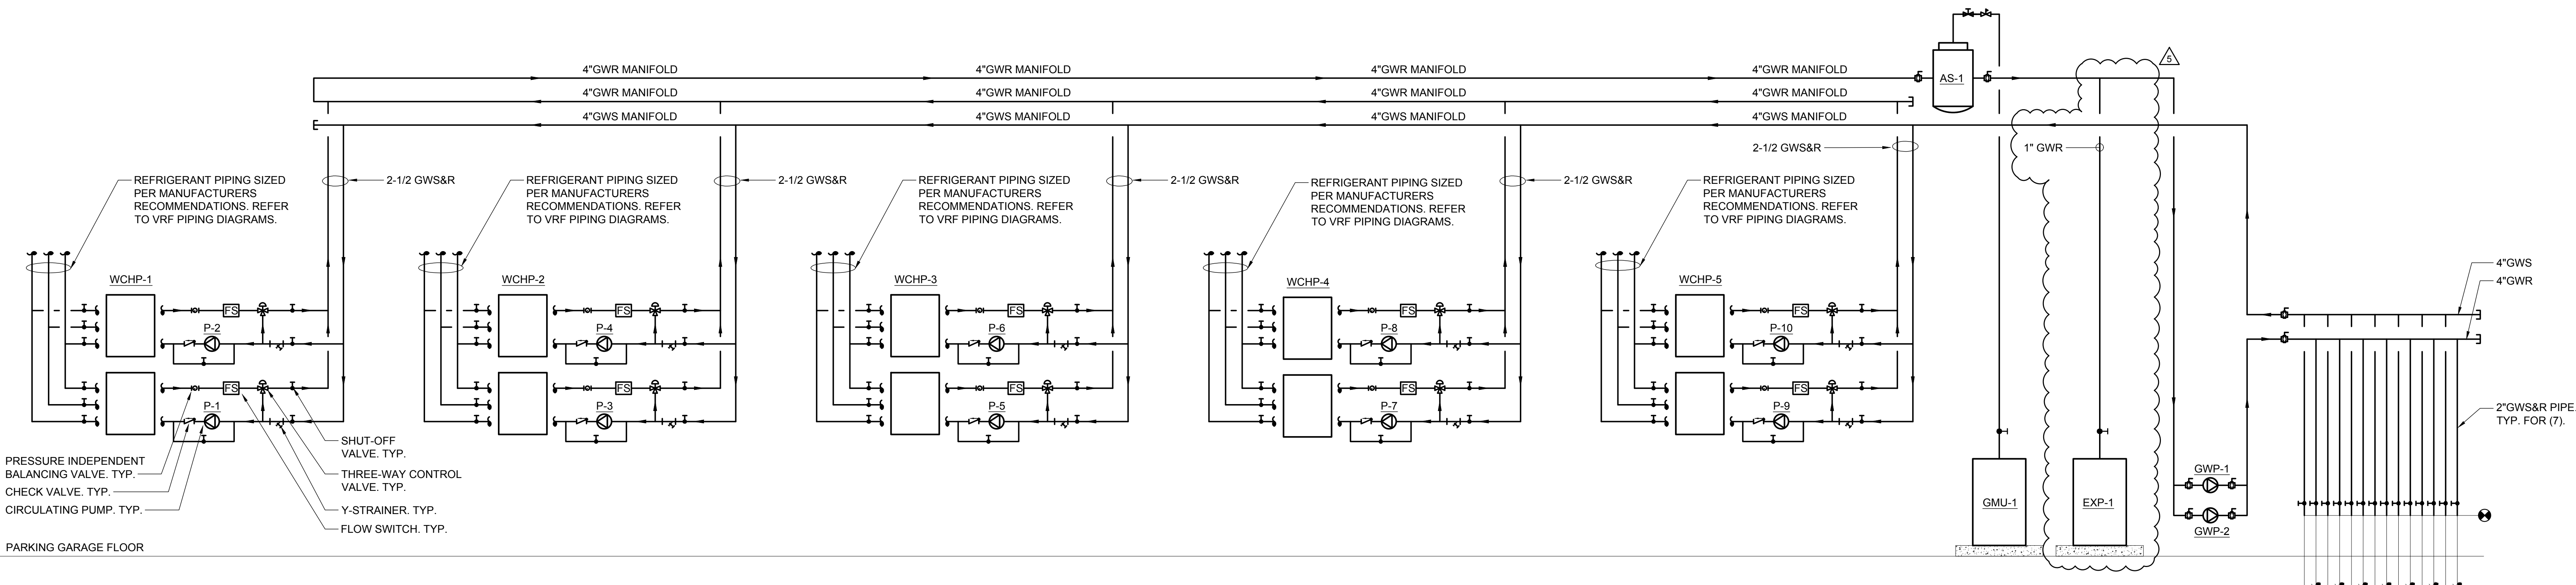 4"GWR MANIFOLD 4"GWR MANIFOLD 4"GWR MANIFOLD 4"GWR MANIFOLD
AS-1
5
4"GWR MANIFOLD 4"GWR MANIFOLD 4"GWR MANIFOLD 4"GWR MANIFOLD
4"GWS MANIFOLD 4"GWS MANIFOLD 4"GWS MANIFOLD 4"GWS MANIFOLD
2-1/2 GWS&R
1" GWR
REFRIGERANT PIPING SIZED
PER MANUFACTURERS
RECOMMENDATIONS. REFER
TO VRF PIPING DIAGRAMS.
2-1/2 GWS&R
REFRIGERANT PIPING SIZED
PER MANUFACTURERS
RECOMMENDATIONS. REFER
TO VRF PIPING DIAGRAMS.
2-1/2 GWS&R
REFRIGERANT PIPING SIZED
PER MANUFACTURERS
RECOMMENDATIONS. REFER
TO VRF PIPING DIAGRAMS.
2-1/2 GWS&R
REFRIGERANT PIPING SIZED
PER MANUFACTURERS
RECOMMENDATIONS. REFER
TO VRF PIPING DIAGRAMS.
2-1/2 GWS&R
REFRIGERANT PIPING SIZED
PER MANUFACTURERS
RECOMMENDATIONS. REFER
TO VRF PIPING DIAGRAMS.
WCHP-1
FS
P-2
FS
P-1
WCHP-2
FS
P-4
FS
P-3
WCHP-3
FS
P-6
FS
P-5
WCHP-4
FS
P-8
FS
P-7
WCHP-5
FS
P-10
FS
P-9
4"GWS
4"GWR
2"GWS&R PIPE.
TYP. FOR (7).
PRESSURE INDEPENDENT
BALANCING VALVE. TYP.
CHECK VALVE. TYP.
CIRCULATING PUMP. TYP.
SHUT-OFF
VALVE. TYP.
THREE-WAY CONTROL
VALVE. TYP.
Y-STRAINER. TYP.
FLOW SWITCH. TYP.
GMU-1
EXP-1
GWP-1
GWP-2
PARKING GARAGE FLOOR